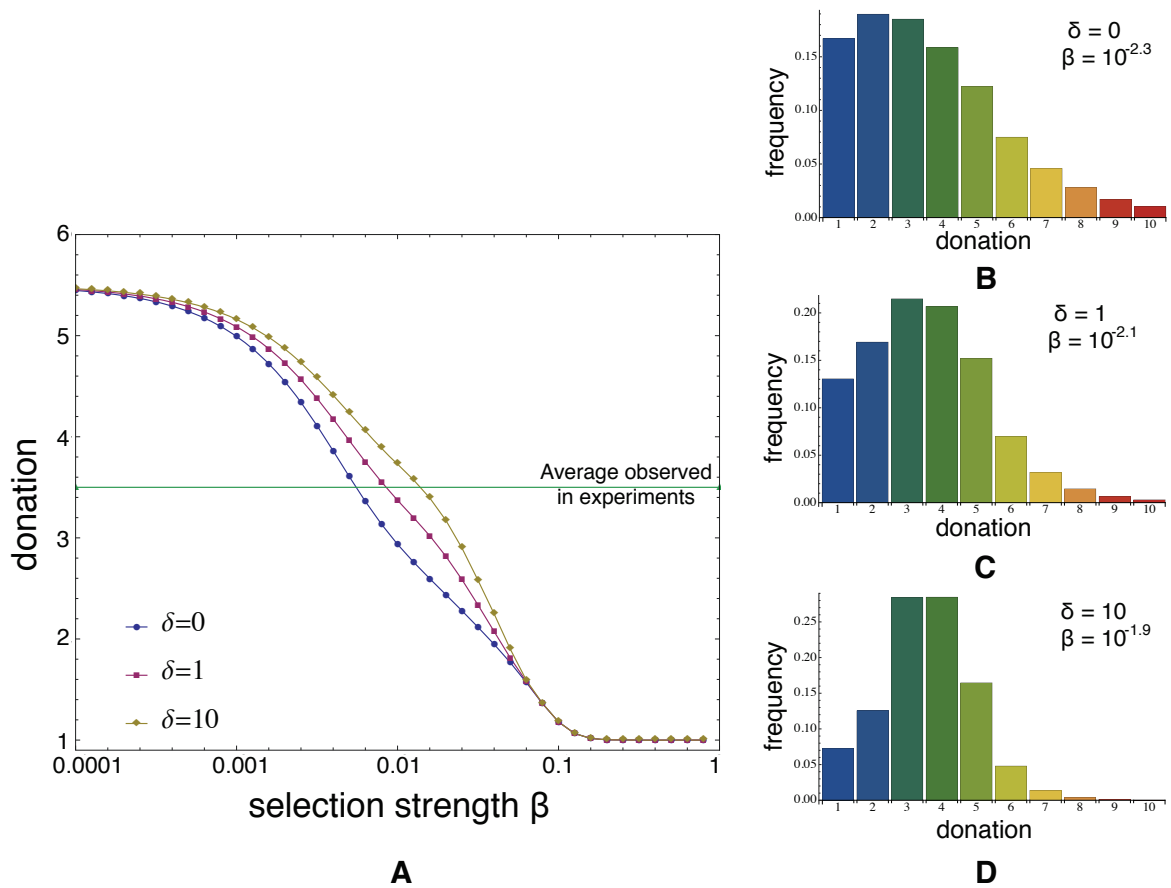 6
5
4
3
2
1
donation
0.0001
0.001
0.01
0.1
1
selection strength β
Average observed
in experiments
δ=0
δ=1
δ=10
A
0.15
0.10
0.05
0.00
frequency
δ = 0
β = 10^-2.3
1 2 3 4 5 6 7 8 9 10
donation
B
0.20
0.15
0.10
0.05
0.00
frequency
δ = 1
β = 10^-2.1
1 2 3 4 5 6 7 8 9 10
donation
C
0.25
0.20
0.15
0.10
0.05
0.00
frequency
δ = 10
β = 10^-1.9
1 2 3 4 5 6 7 8 9 10
donation
D